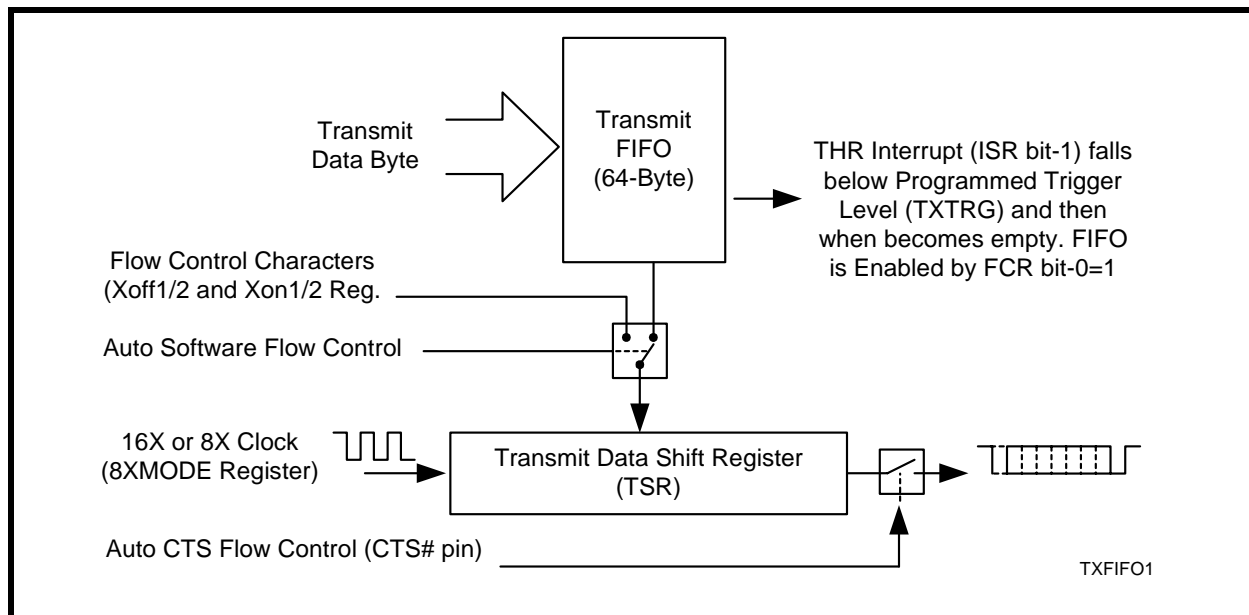 Transmit
Data Byte
Transmit
FIFO
(64-Byte)
THR Interrupt (ISR bit-1) falls
below Programmed Trigger
Level (TXTRG) and then
when becomes empty. FIFO
is Enabled by FCR bit-0=1
Flow Control Characters
(Xoff1/2 and Xon1/2 Reg.
Auto Software Flow Control
16X or 8X Clock
(8XMODE Register)
Transmit Data Shift Register
(TSR)
Auto CTS Flow Control (CTS# pin)
TXFIFO1